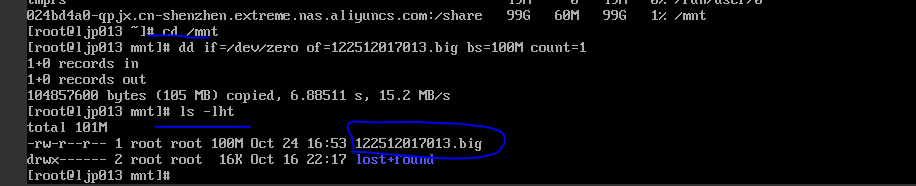 024bd4a0-qpjx.cn-shenzhen.extreme.nas.aliyuncs.com:/share   99G   60M   99G   1% /mnt
[root@ljp013 ~]# cd /mnt
[root@ljp013 mnt]# dd if=/dev/zero of=122512017013.big bs=100M count=1
1+0 records in
1+0 records out
104857600 bytes (105 MB) copied, 6.88511 s, 15.2 MB/s
[root@ljp013 mnt]# ls -lht
total 101M
-rw-r--r-- 1 root root 100M Oct 24 16:53 122512017013.big
drwx------ 2 root root  16K Oct 16 22:17 lost+found
[root@ljp013 mnt]#